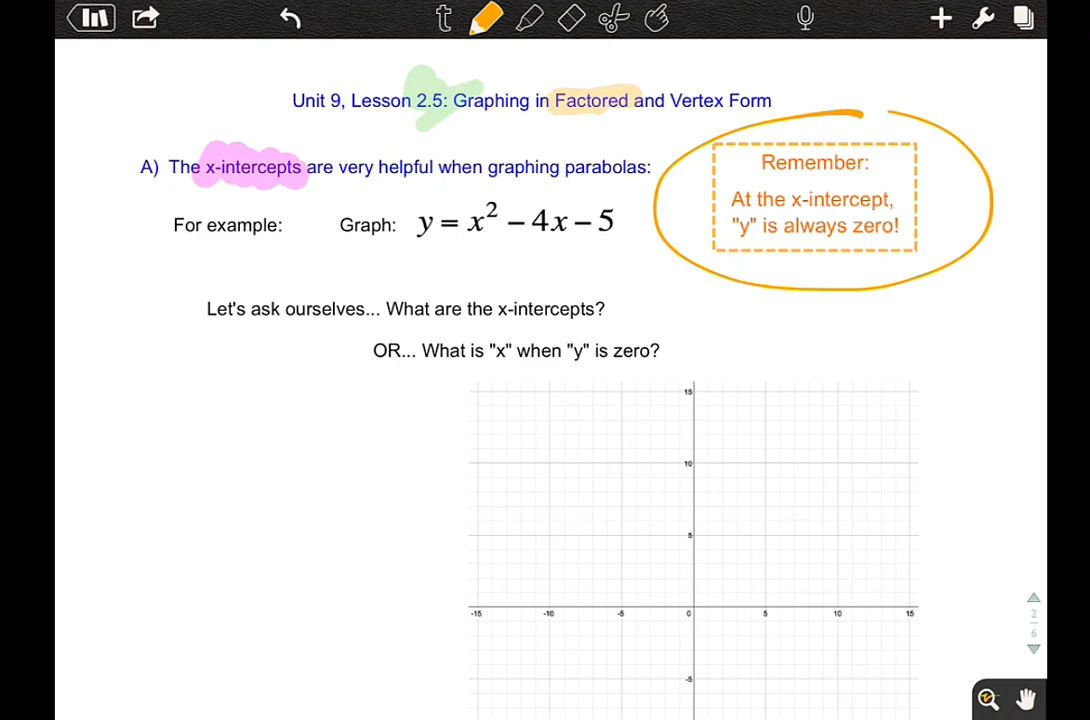 t
Unit 9, Lesson 2.5: Graphing in Factored and Vertex Form
A) The x-intercepts are very helpful when graphing parabolas:
Remember:
At the x-intercept,
"y" is always zero!
For example: Graph: y = x² – 4x – 5
Let's ask ourselves... What are the x-intercepts?
OR... What is "x" when "y" is zero?
15
10
5
-15 -10 -5 0 5 10 15
-5
2
6